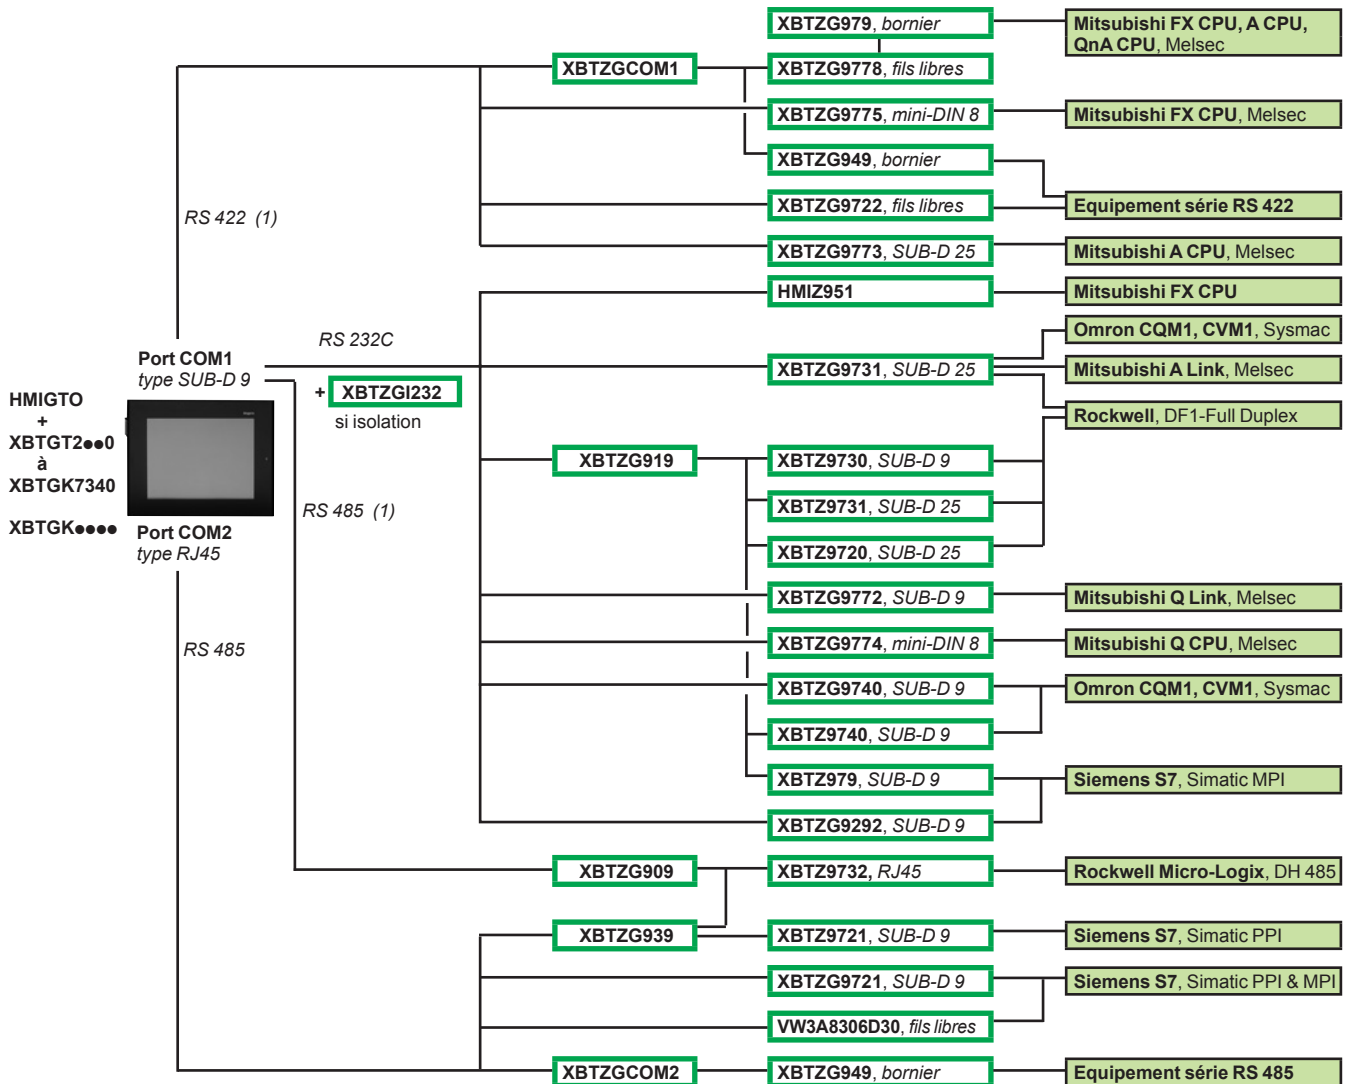 XBTZG979, bornier
Mitsubishi FX CPU, A CPU,
QnA CPU, Melsec
XBTZGCOM1
XBTZG9778, fils libres
XBTZG9775, mini-DIN 8
Mitsubishi FX CPU, Melsec
XBTZG949, bornier
RS 422 (1)
XBTZG9722, fils libres
Equipement série RS 422
XBTZG9773, SUB-D 25
Mitsubishi A CPU, Melsec
HMIZ951
Mitsubishi FX CPU
RS 232C
Omron CQM1, CVM1, Sysmac
Port COM1
type SUB-D 9
XBTZG9731, SUB-D 25
Mitsubishi A Link, Melsec
+ XBTZGI232
si isolation
HMIGTO
+
XBTGT2●●0
à
XBTGK7340
XBTGK●●●●
Rockwell, DF1-Full Duplex
XBTZG919
XBTZ9730, SUB-D 9
RS 485 (1)
XBTZ9731, SUB-D 25
Port COM2
type RJ45
XBTZ9720, SUB-D 25
XBTZG9772, SUB-D 9
Mitsubishi Q Link, Melsec
RS 485
XBTZG9774, mini-DIN 8
Mitsubishi Q CPU, Melsec
XBTZG9740, SUB-D 9
Omron CQM1, CVM1, Sysmac
XBTZ9740, SUB-D 9
XBTZ979, SUB-D 9
Siemens S7, Simatic MPI
XBTZG9292, SUB-D 9
XBTZG909
XBTZ9732, RJ45
Rockwell Micro-Logix, DH 485
XBTZG939
XBTZ9721, SUB-D 9
Siemens S7, Simatic PPI
XBTZG9721, SUB-D 9
Siemens S7, Simatic PPI & MPI
VW3A8306D30, fils libres
XBTZGCOM2
XBTZG949, bornier
Equipement série RS 485